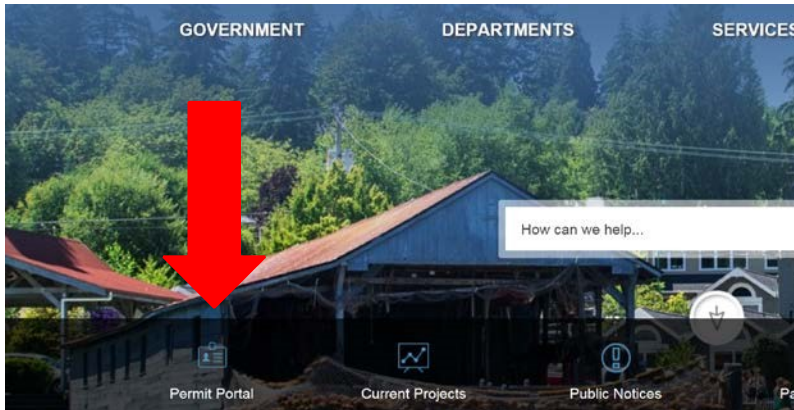 GOVERNMENT DEPARTMENTS SERVICES
How can we help...
Permit Portal Current Projects Public Notices